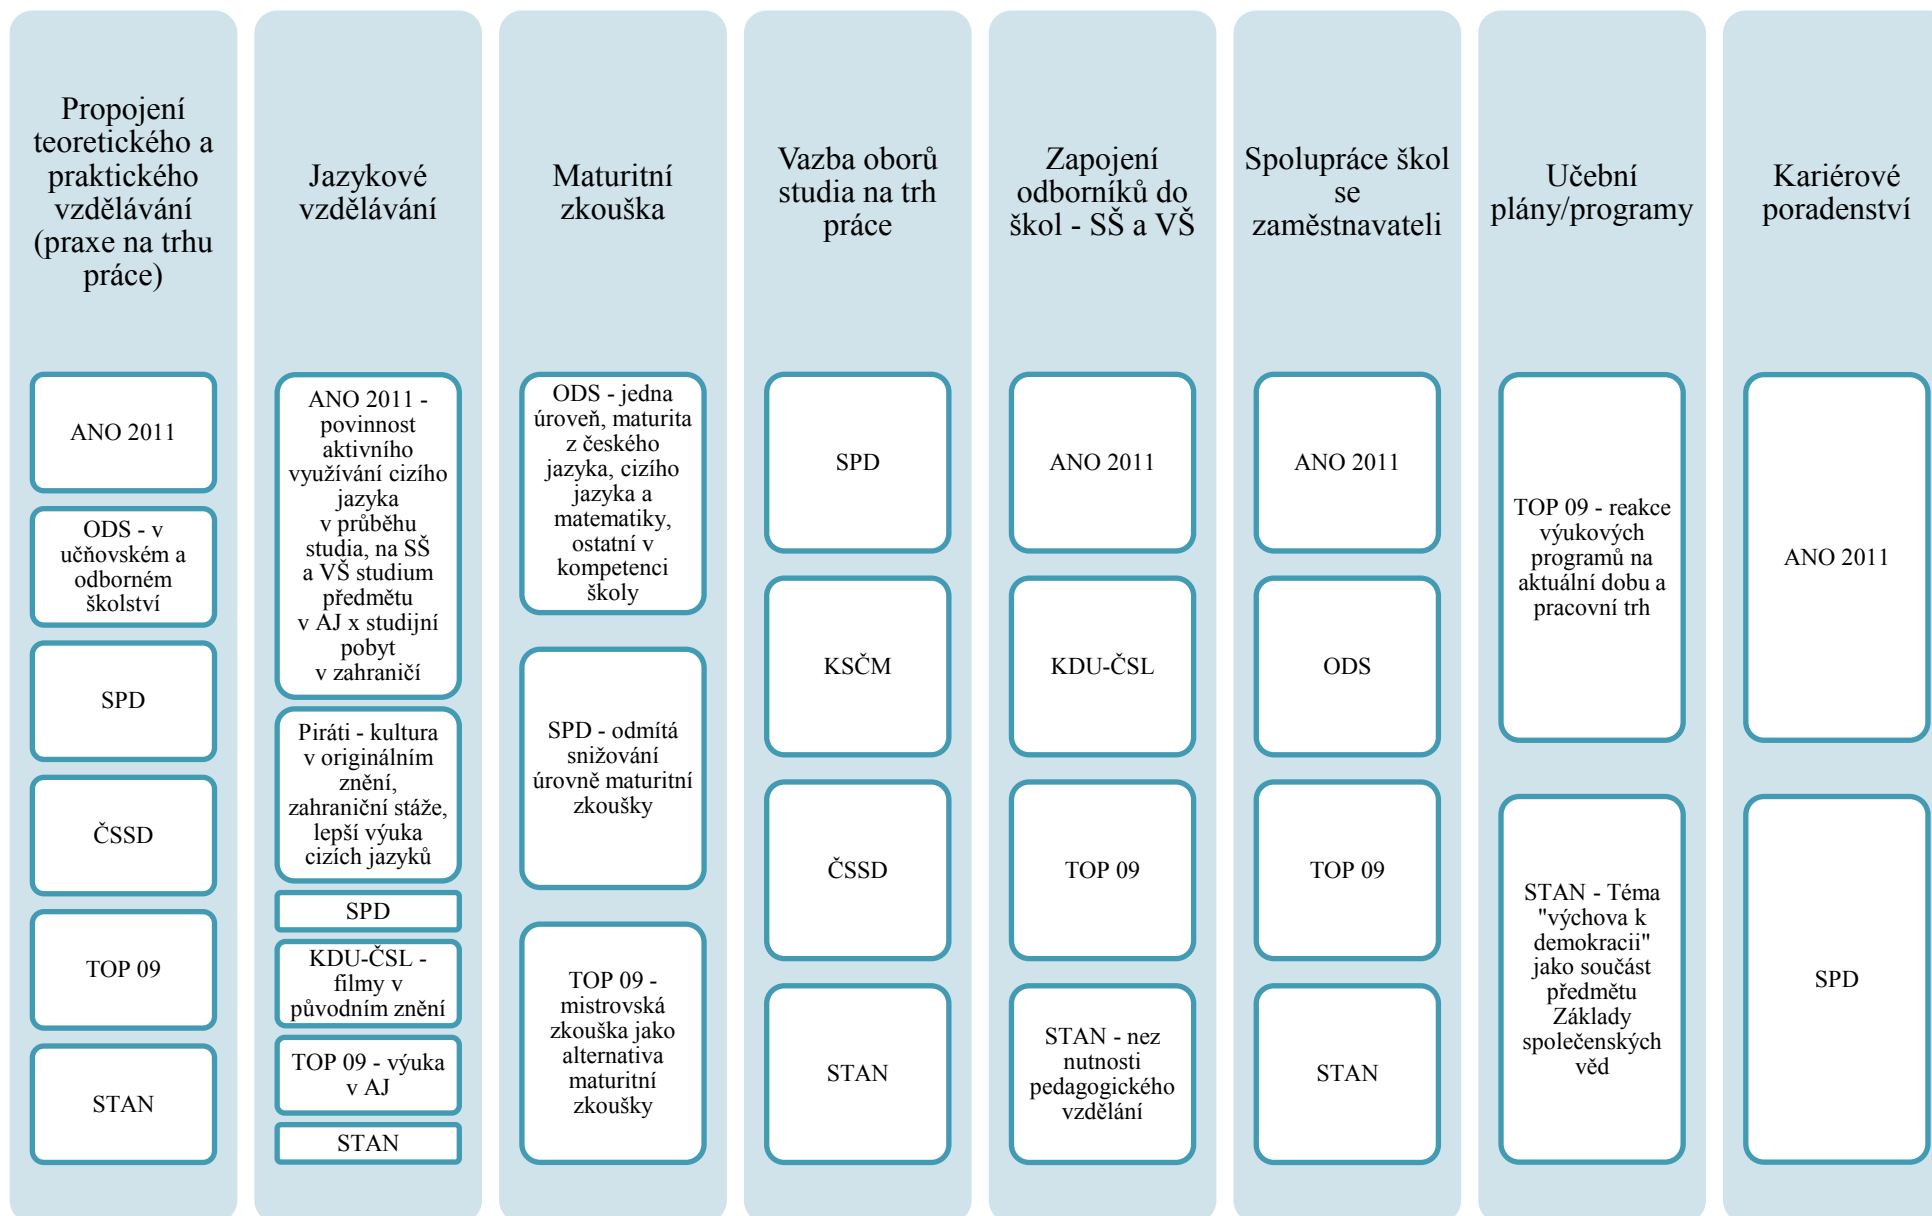 Propojení
teoretického a
praktického
vzdělávání
(praxe na trhu
práce)
ANO 2011
ODS - v
učňovském a
odborném
školství
SPD
ČSSD
TOP 09
STAN
Jazykové
vzdělávání
ANO 2011 -
povinnost
aktivního
využívání cizího
jazyka
v průběhu
studia, na SŠ
a VŠ studium
předmětu
v AJ x studijní
pobyt
v zahraničí
Piráti - kultura
v originálním
znění,
zahraniční stáže,
lepší výuka
cizích jazyků
SPD
KDU-ČSL -
filmy v
původním znění
TOP 09 - výuka
v AJ
STAN
Maturitní
zkouška
ODS - jedna
úroveň, maturita
z českého
jazyka, cizího
jazyka a
matematiky,
ostatní v
kompetenci
školy
SPD - odmítá
snižování
úrovně maturitní
zkoušky
TOP 09 -
mistrovská
zkouška jako
alternativa
maturitní
zkoušky
Vazba oborů
studia na trh
práce
SPD
KSČM
ČSSD
STAN
Zapojení
odborníků do
škol - SŠ a VŠ
ANO 2011
KDU-ČSL
TOP 09
STAN - nez
nutnosti
pedagogického
vzdělání
Spolupráce škol
se
zaměstnavateli
ANO 2011
ODS
TOP 09
STAN
Učební
plány/programy
TOP 09 - reakce
výukových
programů na
aktuální dobu a
pracovní trh
STAN - Téma
"výchova k
demokracii"
jako součást
předmětu
Základy
společenských
věd
Kariérové
poradenství
ANO 2011
SPD